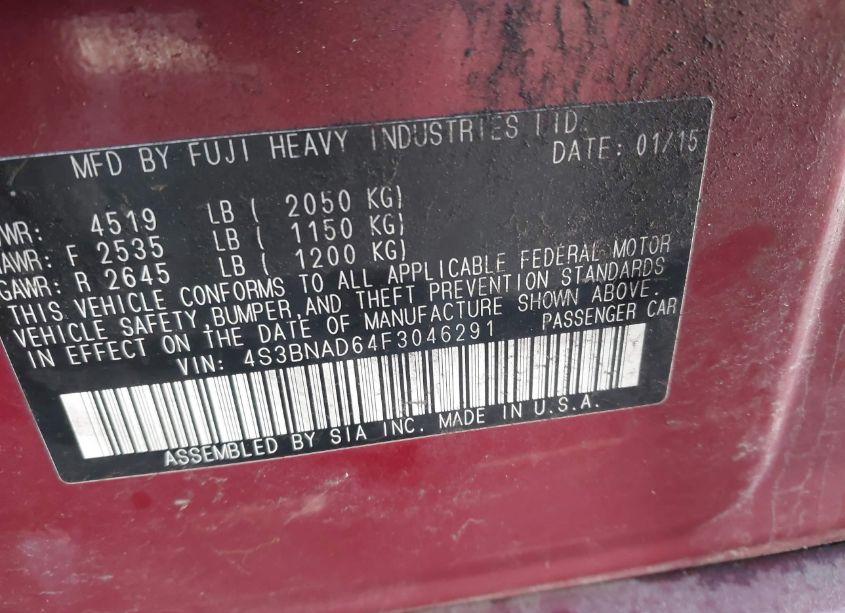 MFD BY FUJI HEAVY INDUSTRIES LTD.
DATE: 01/15
WR: 4519 LB ( 2050 KG)
AWR: F 2535 LB ( 1150 KG)
GAWR: R 2645 LB ( 1200 KG)
THIS VEHICLE CONFORMS TO ALL APPLICABLE FEDERAL MOTOR
VEHICLE SAFETY, BUMPER, AND THEFT PREVENTION STANDARDS
IN EFFECT ON THE DATE OF MANUFACTURE SHOWN ABOVE.
VIN: 4S3BNAD64F3046291 PASSENGER CAR
ASSEMBLED BY SIA INC. MADE IN U.S.A.